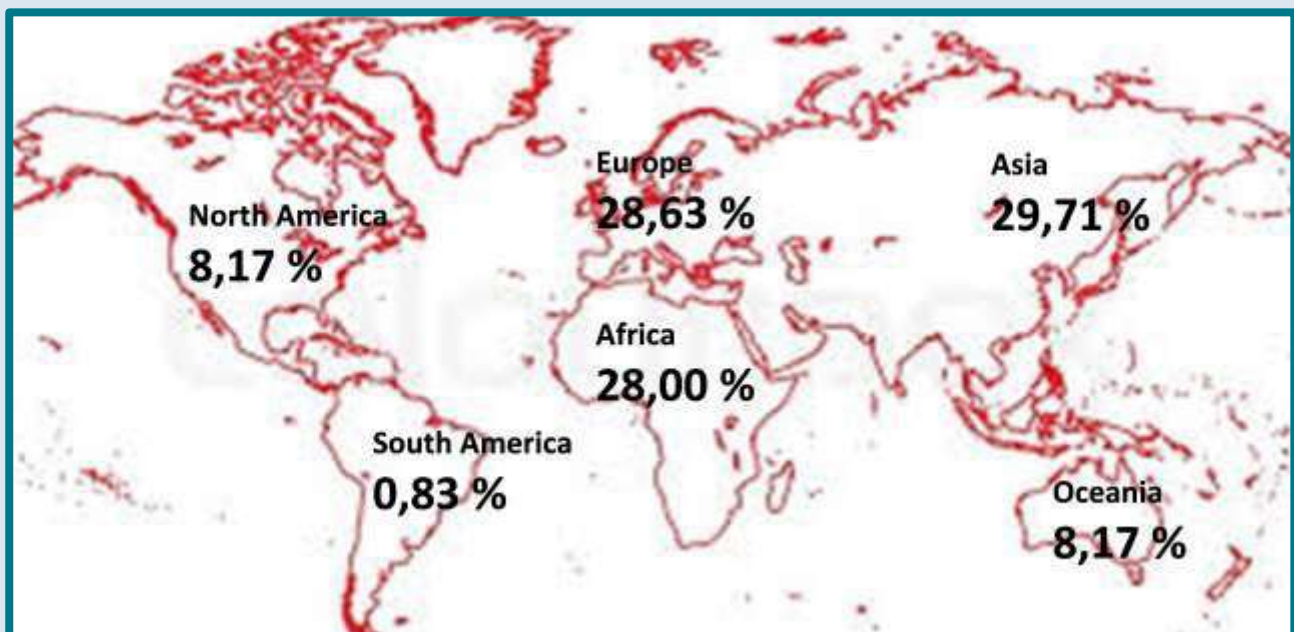 Europe
28,63 %
Asia
29,71 %
North America
8,17 %
Africa
28,00 %
South America
0,83 %
Oceania
8,17 %